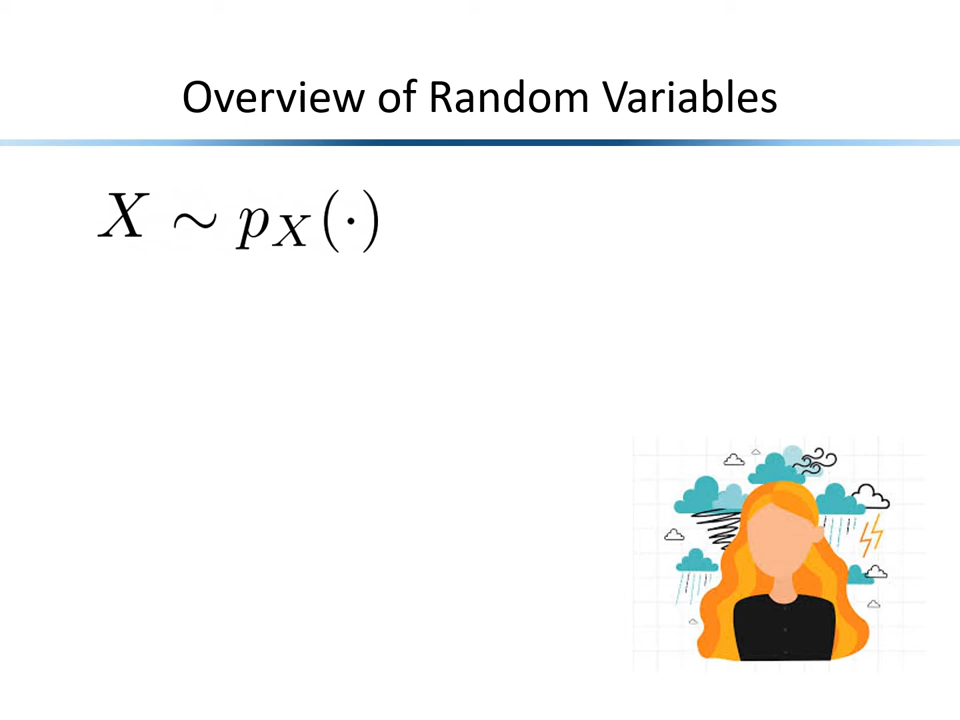 Overview of Random Variables
X ∼ p_X(·)